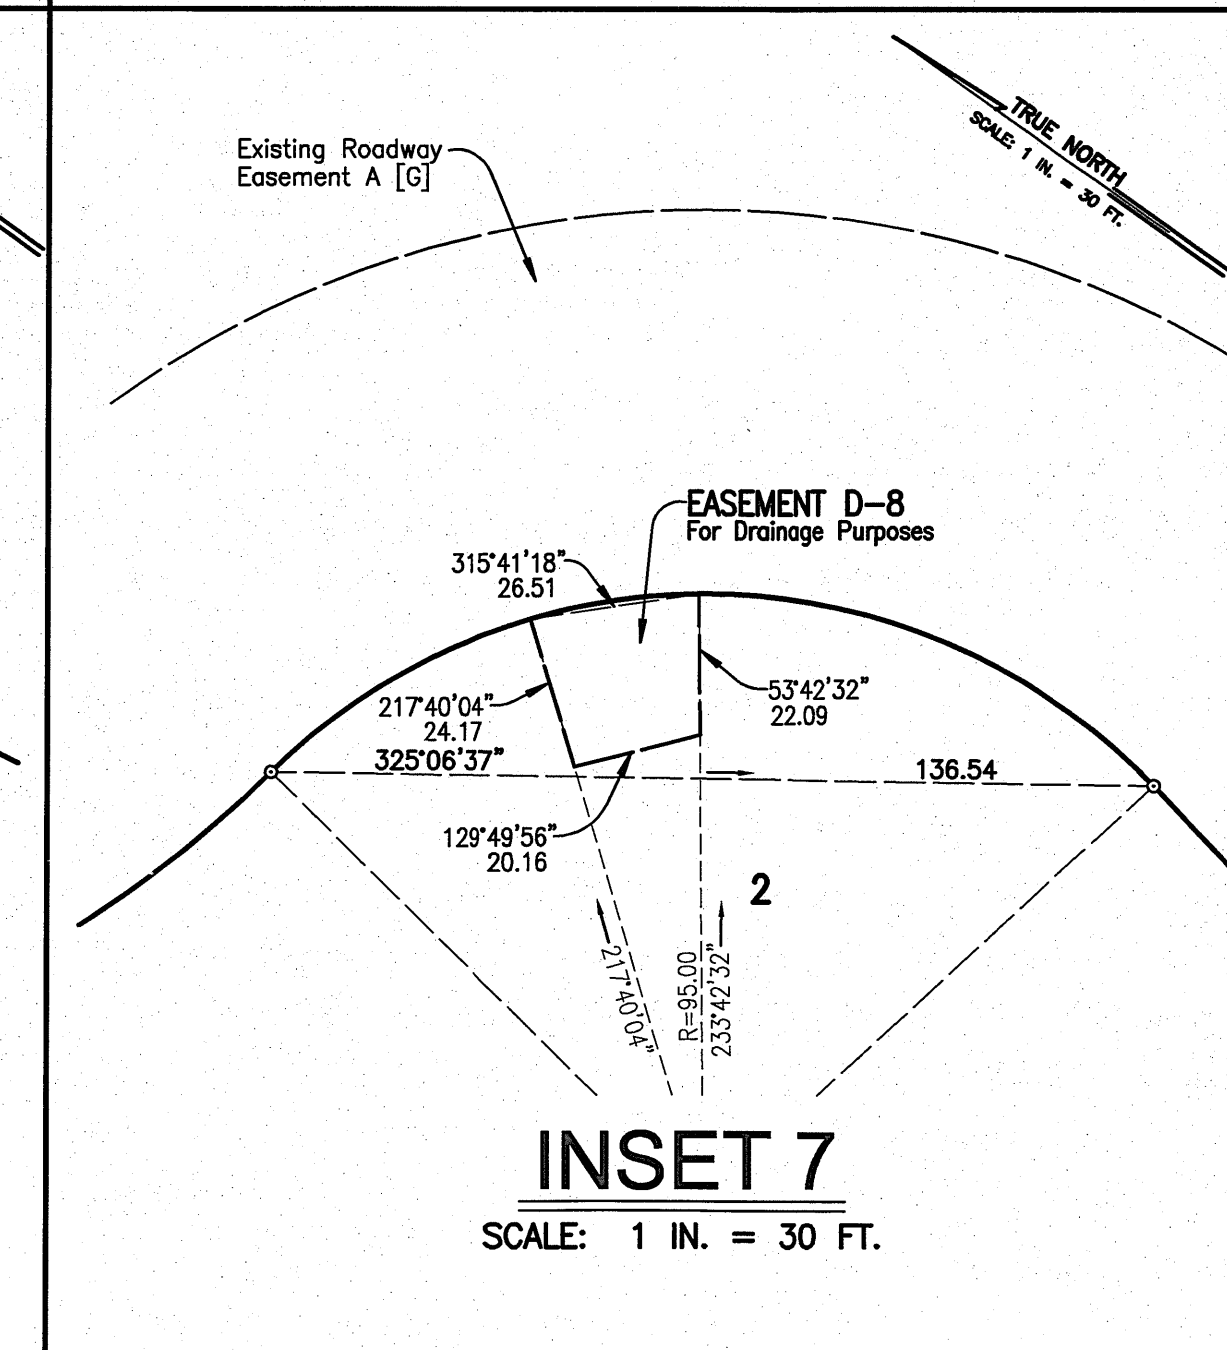 TRUE NORTH
SCALE: 1 IN. = 30 FT.
Existing Roadway
Easement A [G]
EASEMENT D-8
For Drainage Purposes
315°41'18"
26.51
217°40'04"
24.17
53°42'32"
22.09
325°06'37"
136.54
129°49'56"
20.16
2
217°40'04"
R=95.00
233°42'32"
INSET 7
SCALE: 1 IN. = 30 FT.